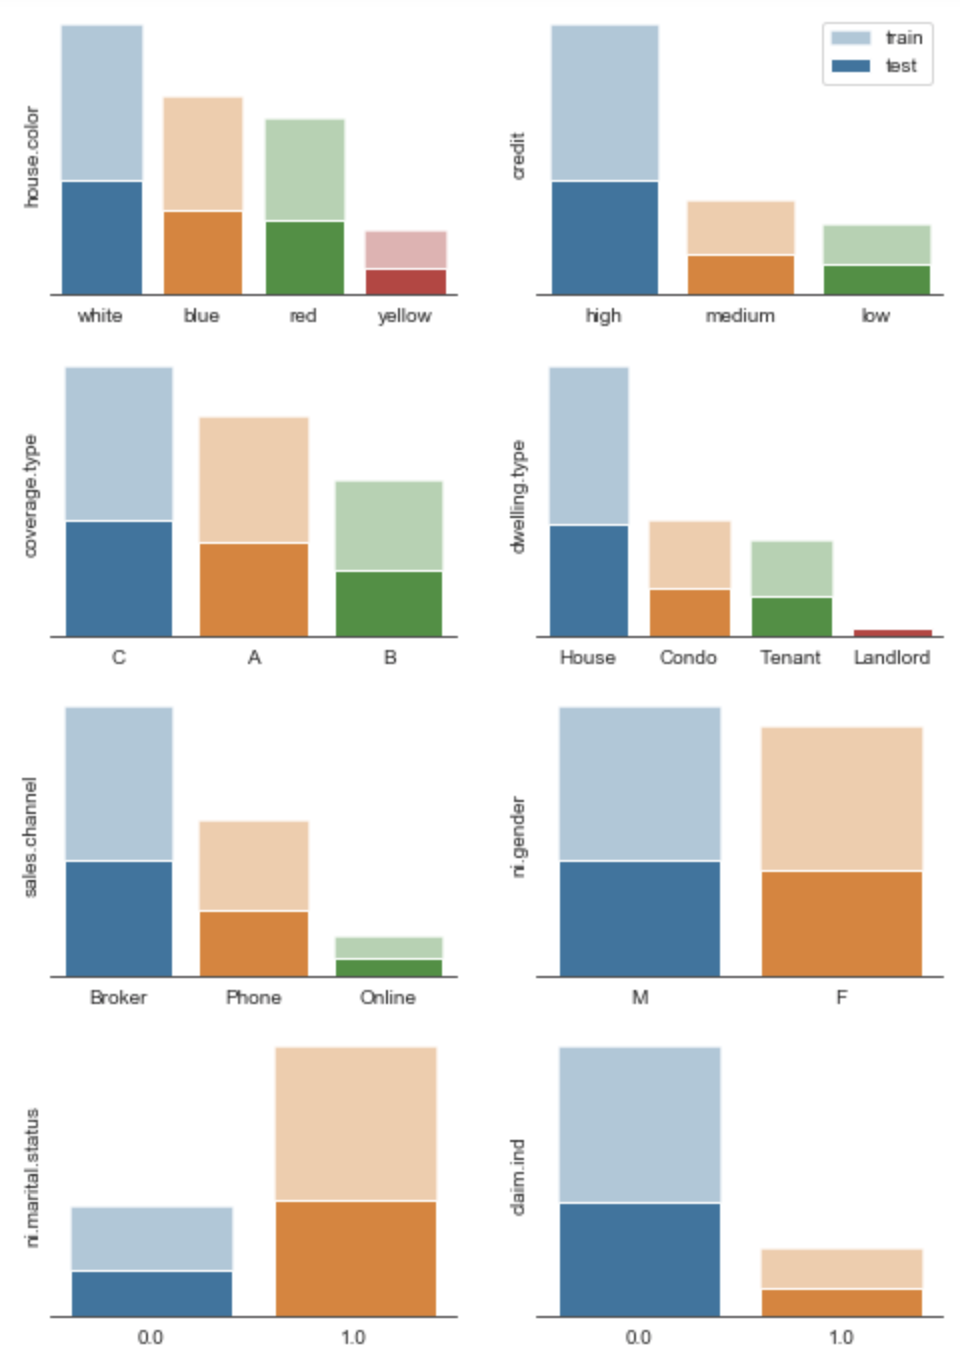 house.color
white blue red yellow
credit
train
test
high medium low
coverage.type
C A B
dwelling.type
House Condo Tenant Landlord
sales.channel
Broker Phone Online
ni.gender
M F
ni.marital.status
0.0 1.0
claim.ind
0.0 1.0